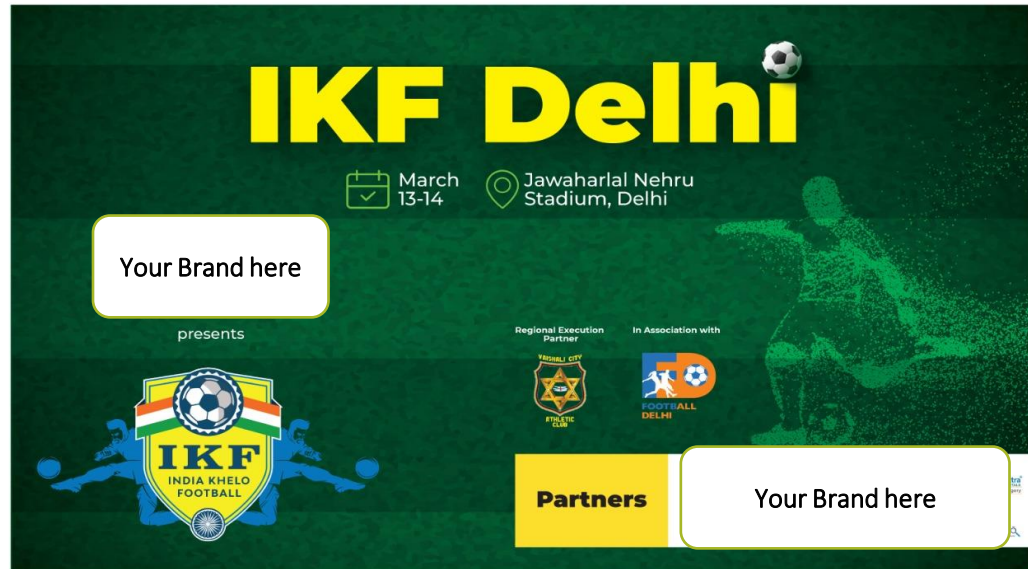 IKF Delhi
March
13-14
Jawaharlal Nehru
Stadium, Delhi
Your Brand here
presents
IKF
INDIA KHELO
FOOTBALL
Regional Execution
Partner
VAISHALI CITY
ATHLETIC
CLUB
In Association with
FD
FOOTBALL
DELHI
Partners
Your Brand here